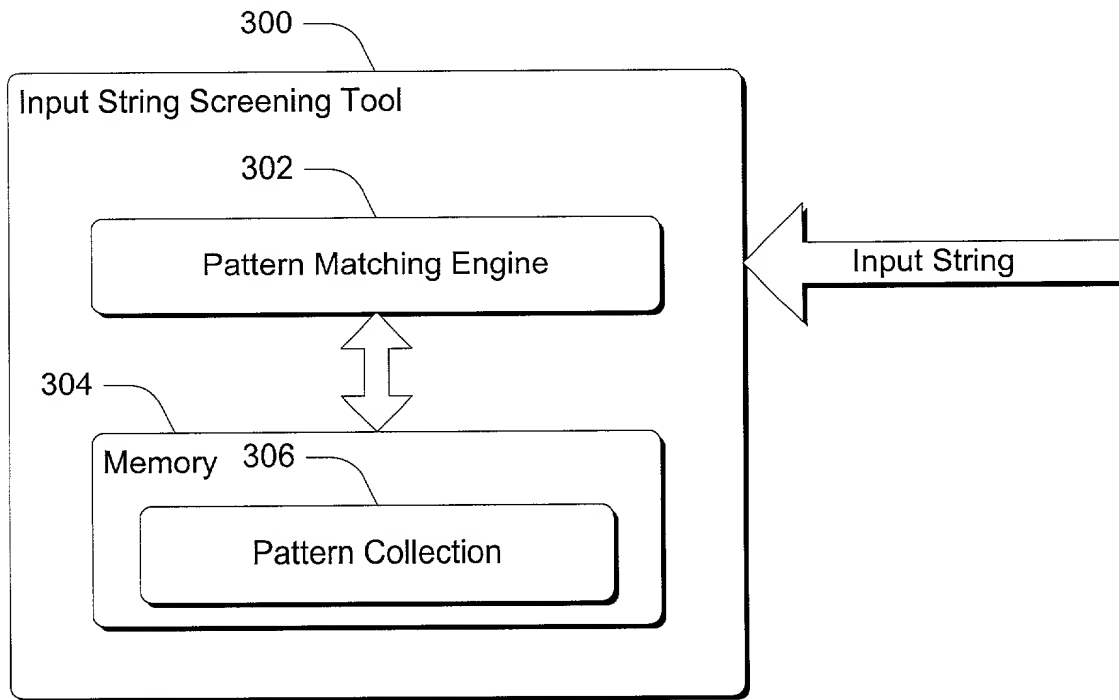 300
Input String Screening Tool
302
Pattern Matching Engine
Input String
304
Memory
306
Pattern Collection